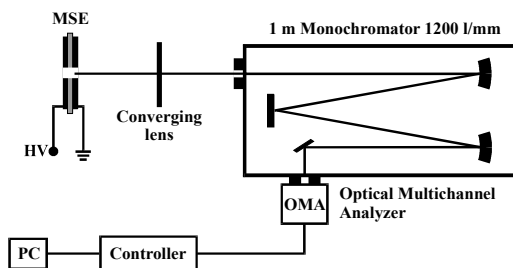 MSE
1 m Monochromator 1200 l/mm
Converging
lens
HV
OMA
Optical Multichannel
Analyzer
PC
Controller